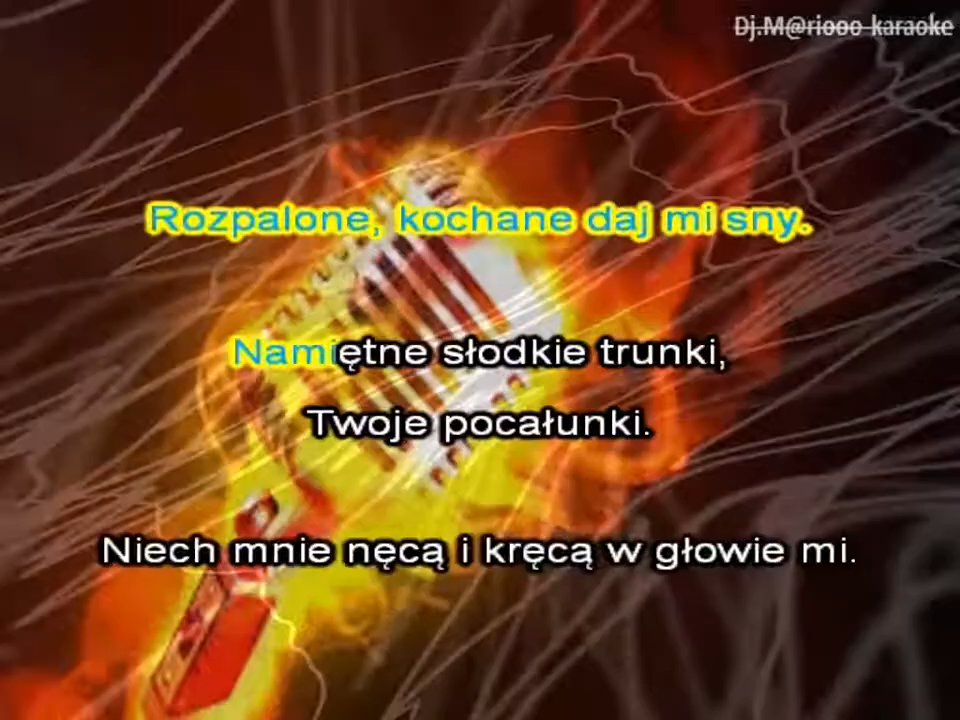 Dj.M@riooo karaoke
Rozpalone, kochane daj mi sny.
Namiętne słodkie trunki,
Twoje pocałunki.
Niech mnie nęcą i kręcą w głowie mi.